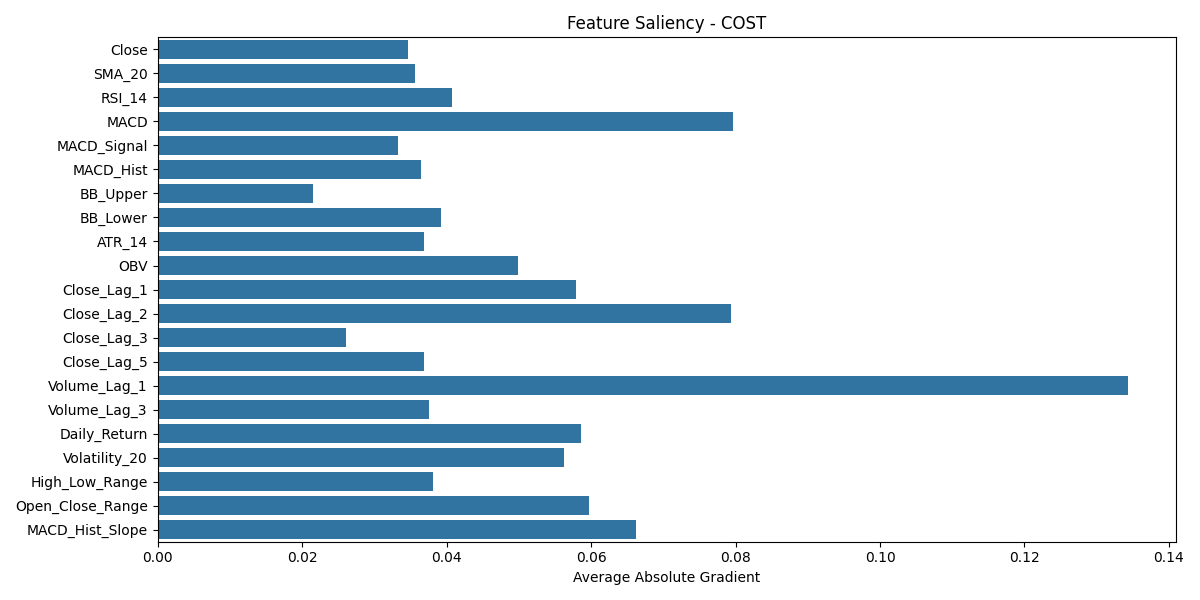 Feature Saliency - COST
Close
SMA_20
RSI_14
MACD
MACD_Signal
MACD_Hist
BB_Upper
BB_Lower
ATR_14
OBV
Close_Lag_1
Close_Lag_2
Close_Lag_3
Close_Lag_5
Volume_Lag_1
Volume_Lag_3
Daily_Return
Volatility_20
High_Low_Range
Open_Close_Range
MACD_Hist_Slope
0.00 0.02 0.04 0.06 0.08 0.10 0.12 0.14
Average Absolute Gradient